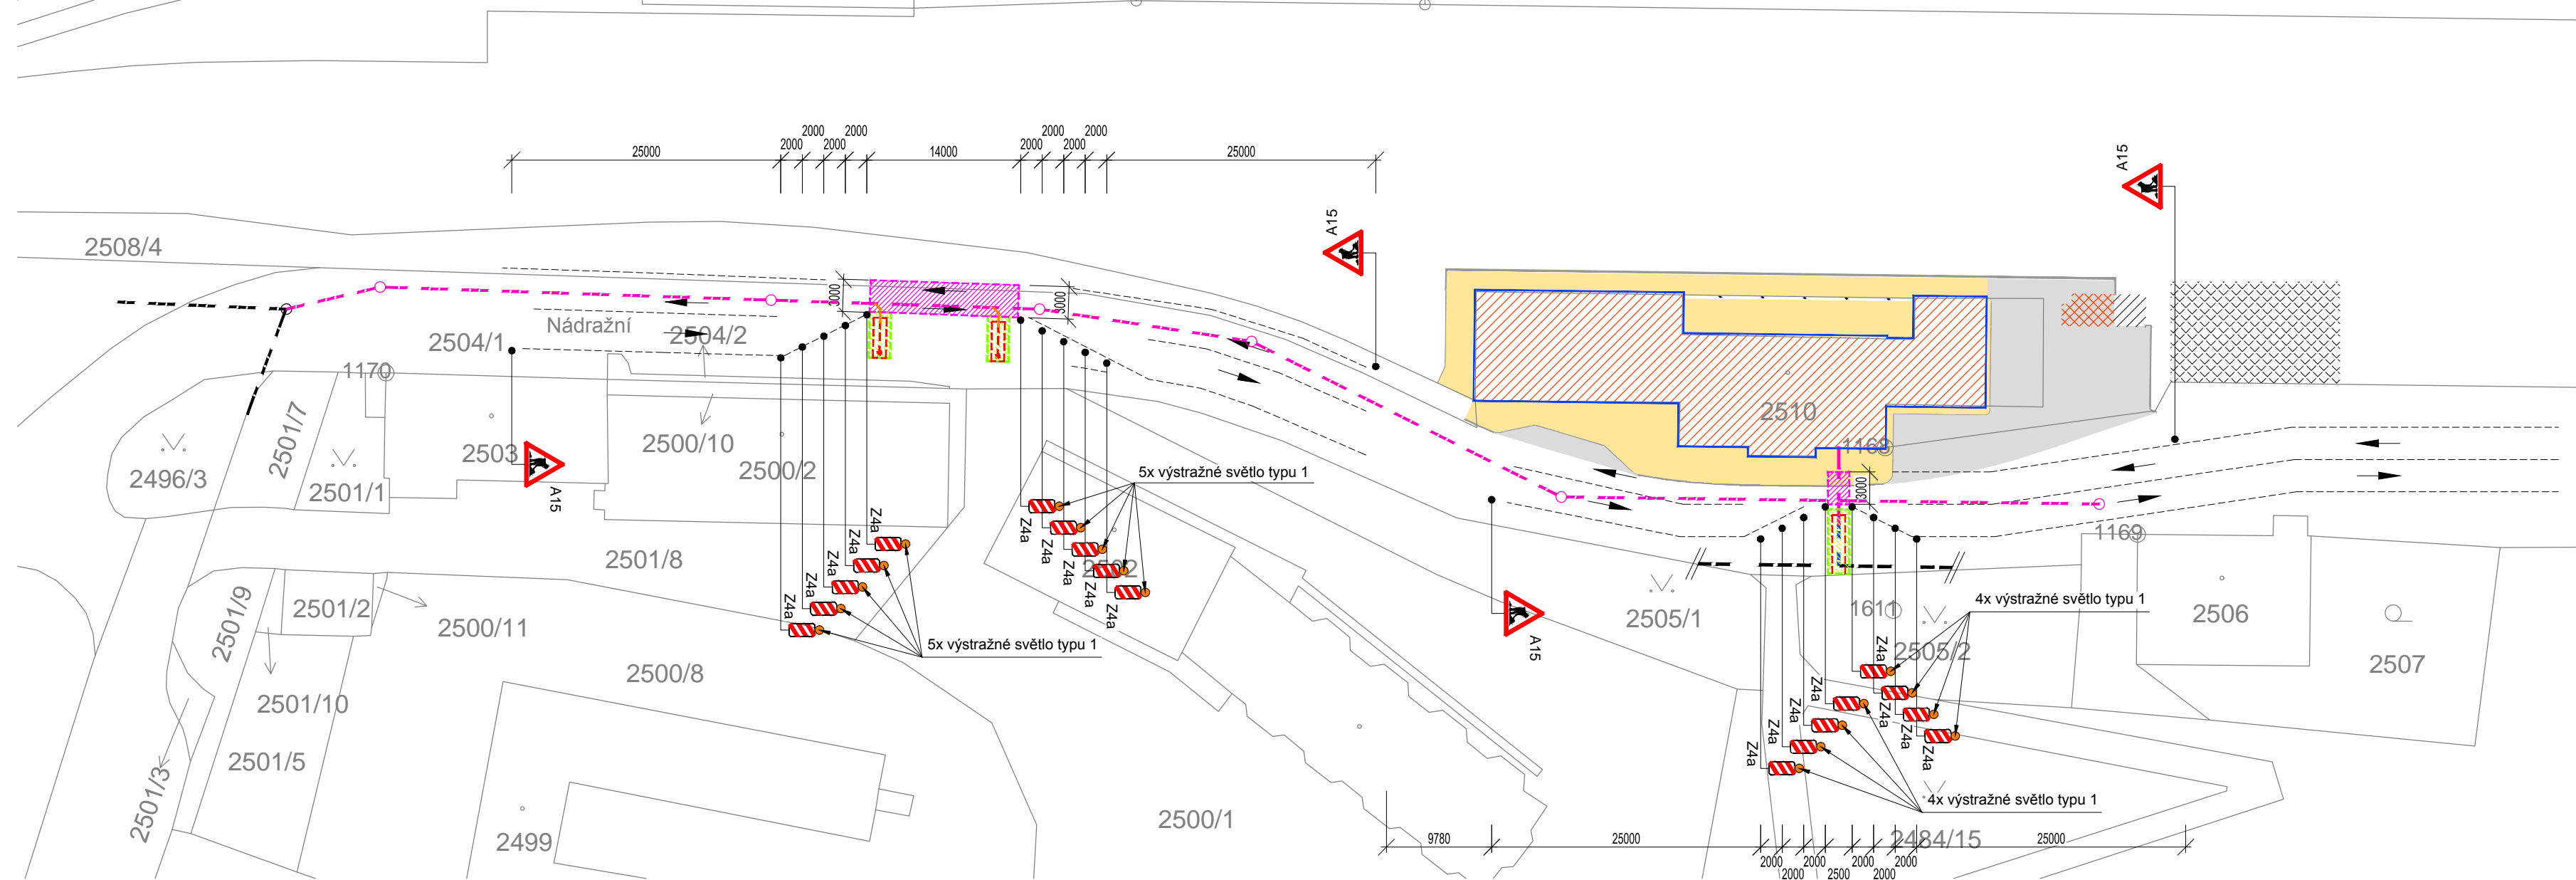 2000
2000
2000
2000
25000
2000
2000
14000
2000
2000
25000
A15
A15
2508/4
3000
3000
Nádražní
2504/2
2504/1
1170
2510
2501/7
2500/10
1168
2503
2500/2
5x výstražné světlo typu 1
2496/3
2501/1
3000
A15
Z4a
Z4a
Z4a
Z4a
Z4a
Z4a
Z4a
Z4a
Z4a
Z4a
1169
2501/8
2502
2501/9
2501/2
2500/11
1611
4x výstražné světlo typu 1
2505/1
2506
A15
5x výstražné světlo typu 1
2505/2
2507
2500/8
Z4a
Z4a
Z4a
Z4a
Z4a
Z4a
Z4a
Z4a
2501/10
2501/5
2501/3
4x výstražné světlo typu 1
2499
2500/1
9780
25000
2484/15
25000
2000
2000
2000
2000
2000
2500
2000